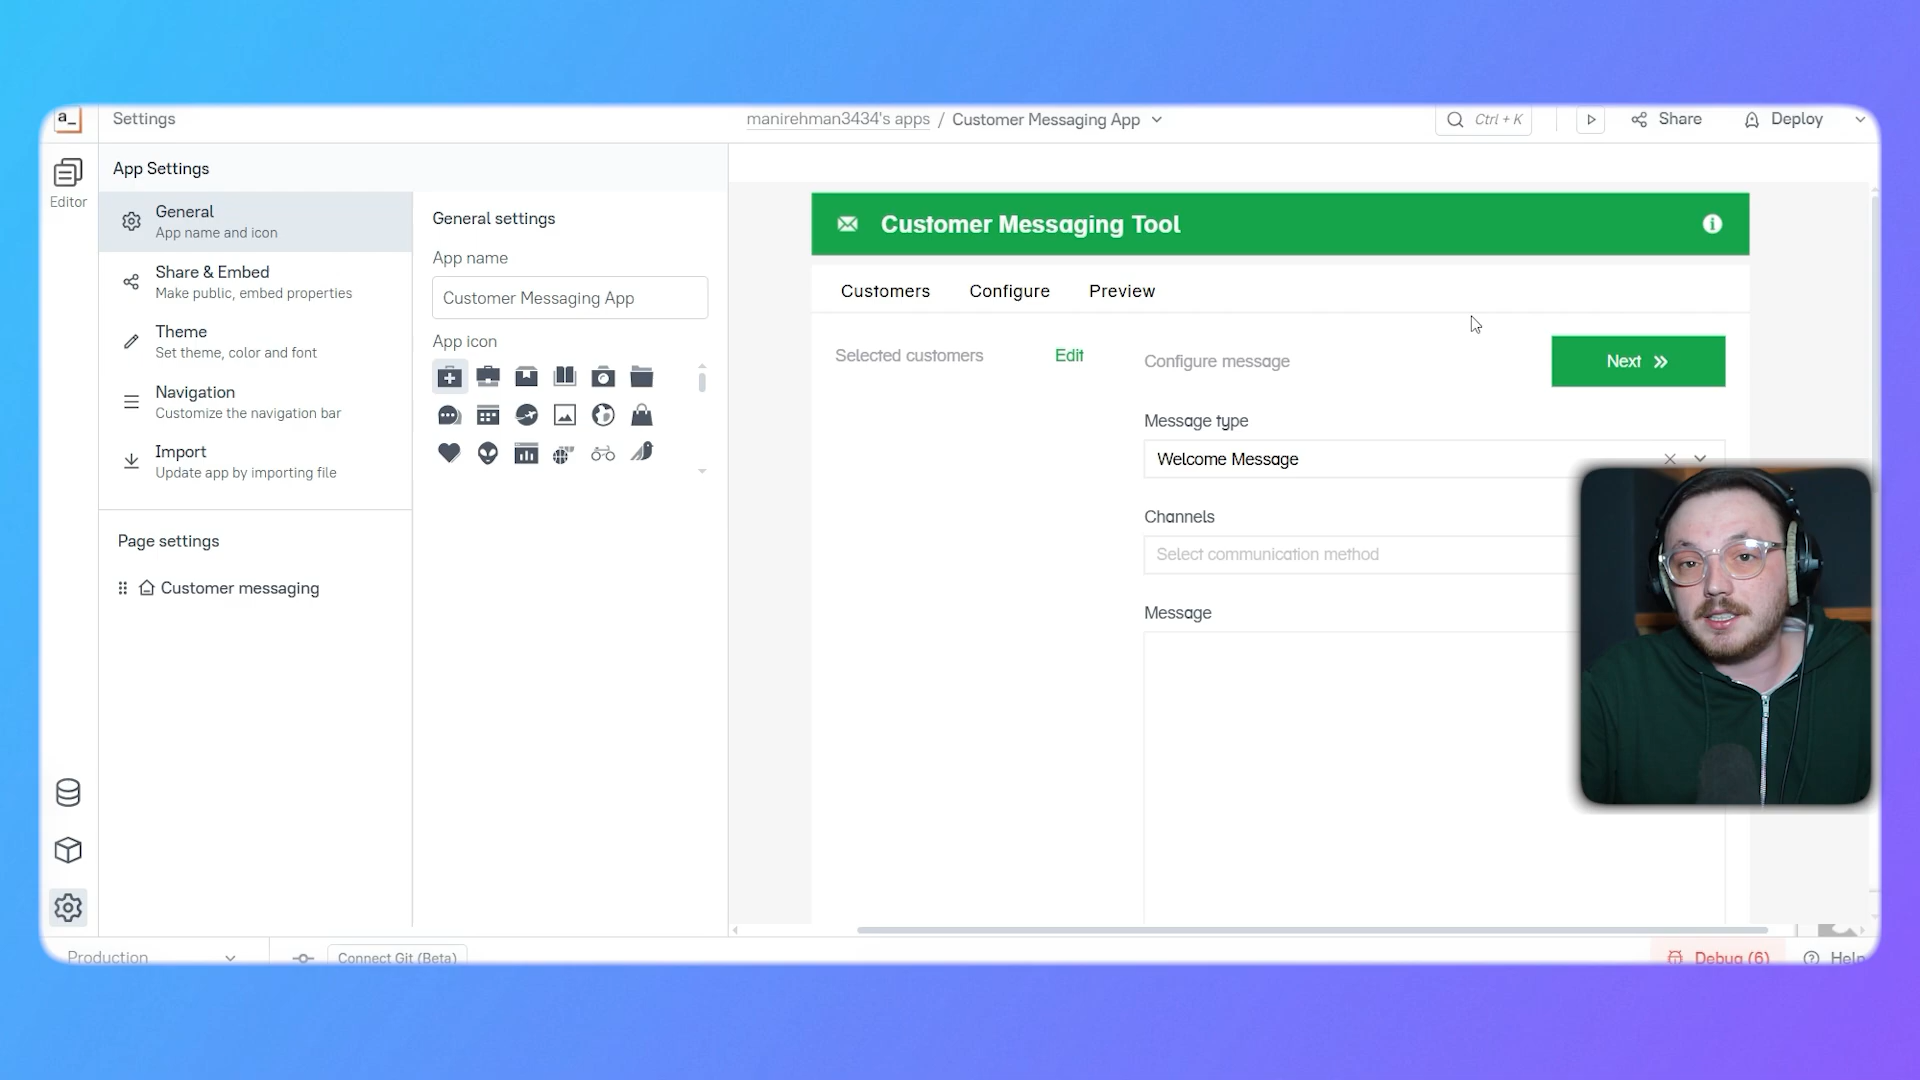 a_
Settings
manirehman3434's apps / Customer Messaging App
Ctrl + K
Share
Deploy
Editor
App Settings
General
App name and icon
Share & Embed
Make public, embed properties
Theme
Set theme, color and font
Navigation
Customize the navigation bar
Import
Update app by importing file
Page settings
Customer messaging
General settings
App name
Customer Messaging App
App icon
Customer Messaging Tool
Customers
Configure
Preview
Selected customers
Edit
Configure message
Next
Message type
Welcome Message
Channels
Select communication method
Message
Production
Connect Git (Beta)
Debug (6)
Help